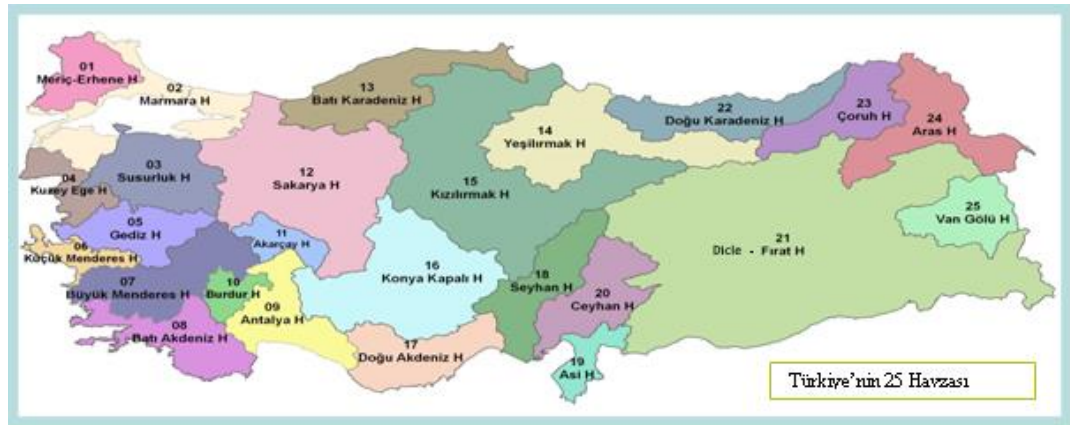 01
Meriç-Erhene H
02
Marmara H
03
Susurluk H
04
Kuzey Ege H
05
Gediz H
06
Küçük Menderes H
07
Büyük Menderes H
08
Batı Akdeniz H
09
Antalya H
10
Burdur H
11
Akarçay H
12
Sakarya H
13
Batı Karadeniz H
14
Yeşilırmak H
15
Kızılırmak H
16
Konya Kapalı H
17
Doğu Akdeniz H
18
Seyhan H
19
Asi H
20
Ceyhan H
21
Dicle - Fırat H
22
Doğu Karadeniz H
23
Çoruh H
24
Aras H
25
Van Gölü H
Türkiye'nin 25 Havzası